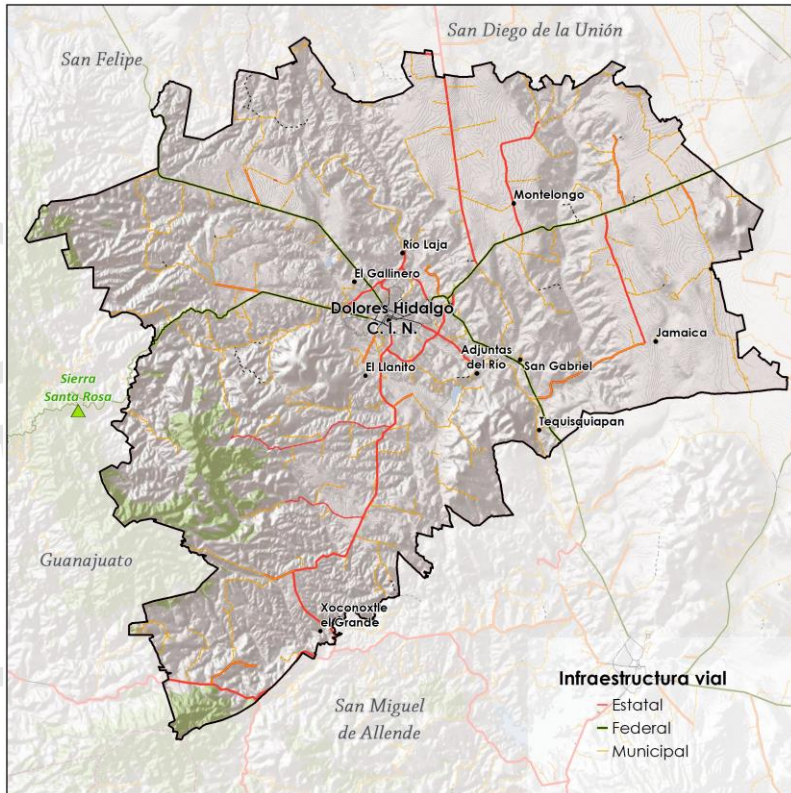 San Diego de la Unión
San Felipe
Montelongo
Río Laja
El Gallinero
Dolores Hidalgo
C. I. N.
Adjuntas
del Río
San Gabriel
Jamaica
El Llanito
Sierra
Santa Rosa
Tequisquiapan
Guanajuato
Xoconoxtle
el Grande
San Miguel
de Allende
Infraestructura vial
Estatal
Federal
Municipal